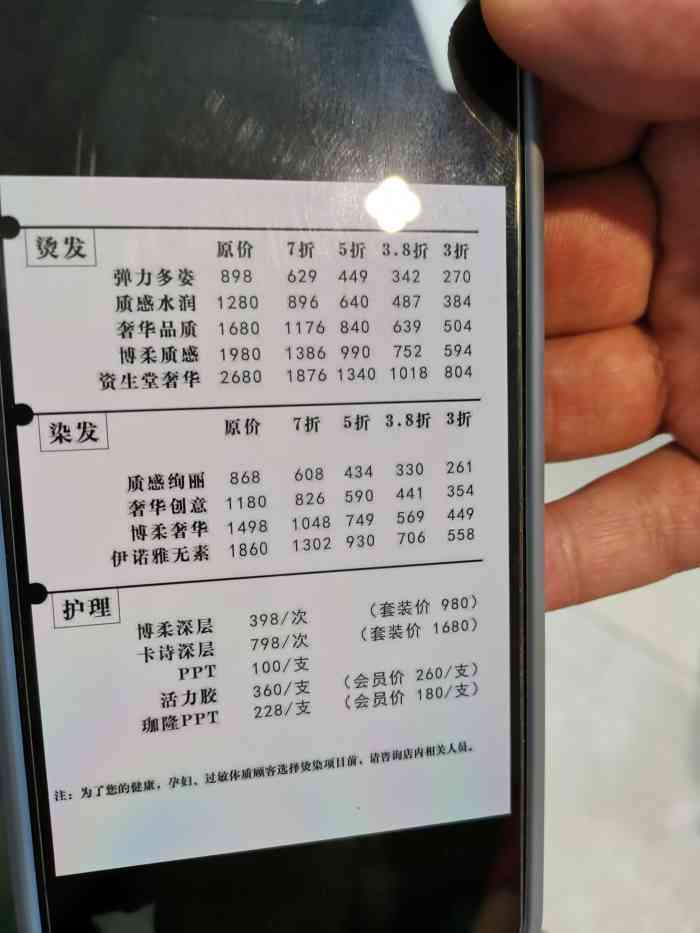 烫发 原价 7折 5折 3.8折 3折
弹力多姿 898 629 449 342 270
质感水润 1280 896 640 487 384
奢华品质 1680 1176 840 639 504
博柔质感 1980 1386 990 752 594
资生堂奢华 2680 1876 1340 1018 804
染发 原价 7折 5折 3.8折 3折
质感绚丽 868 608 434 330 261
奢华创意 1180 826 590 441 354
博柔奢华 1498 1048 749 569 449
伊诺雅无素 1860 1302 930 706 558
护理
博柔深层 398/次 (套装价 980)
卡诗深层 798/次 (套装价 1680)
PPT 100/支
活力胶 360/支 (会员价 260/支)
珈隆PPT 228/支 (会员价 180/支)
注：为了您的健康，孕妇、过敏体质顾客选择烫染项目前、请咨询店内相关人员。